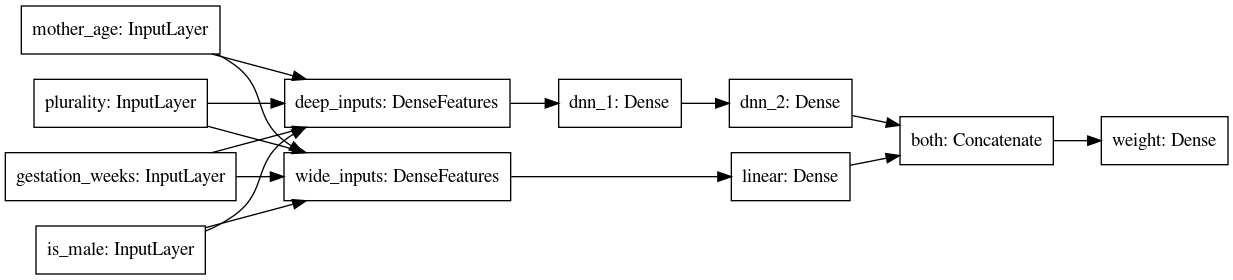 mother_age: InputLayer
plurality: InputLayer
deep_inputs: DenseFeatures
dnn_1: Dense
dnn_2: Dense
gestation_weeks: InputLayer
wide_inputs: DenseFeatures
linear: Dense
both: Concatenate
weight: Dense
is_male: InputLayer